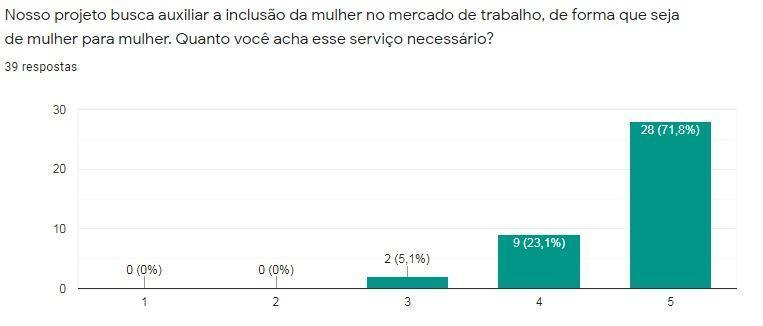 Nosso projeto busca auxiliar a inclusão da mulher no mercado de trabalho, de forma que seja
de mulher para mulher. Quanto você acha esse serviço necessário?
39 respostas
30
28 (71,8%)
20
10
9 (23,1%)
2 (5,1%)
0 (0%) 0 (0%)
0
1 2 3 4 5